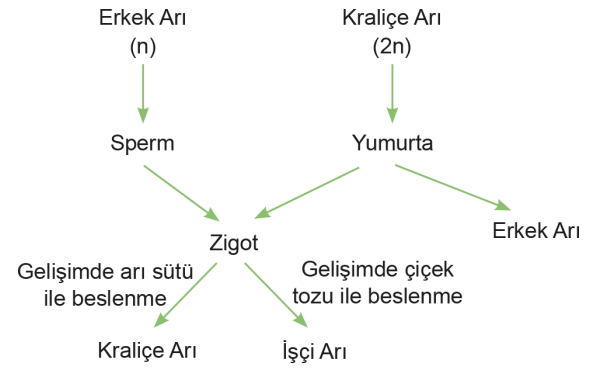 Erkek Arı
(n)
Kraliçe Arı
(2n)
Sperm
Yumurta
Zigot
Erkek Arı
Gelişimde arı sütü
ile beslenme
Gelişimde çiçek
tozu ile beslenme
Kraliçe Arı
İşçi Arı